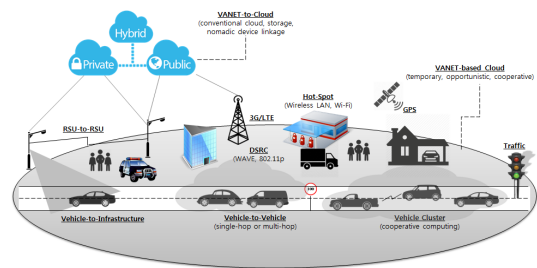 VANET-to-Cloud
(conventional cloud, storage,
nomadic device linkage
Hybrid
Private
Public
VANET-based Cloud
(temporary, opportunistic, cooperative)
Hot-Spot
(Wireless LAN, Wi-Fi)
GPS
3G/LTE
RSU-to-RSU
DSRC
(WAVE, 802.11p
Traffic
100
Vehicle-to-Infrastructure
Vehicle-to-Vehicle
(single-hop or multi-hop)
Vehicle Cluster
(cooperative computing)